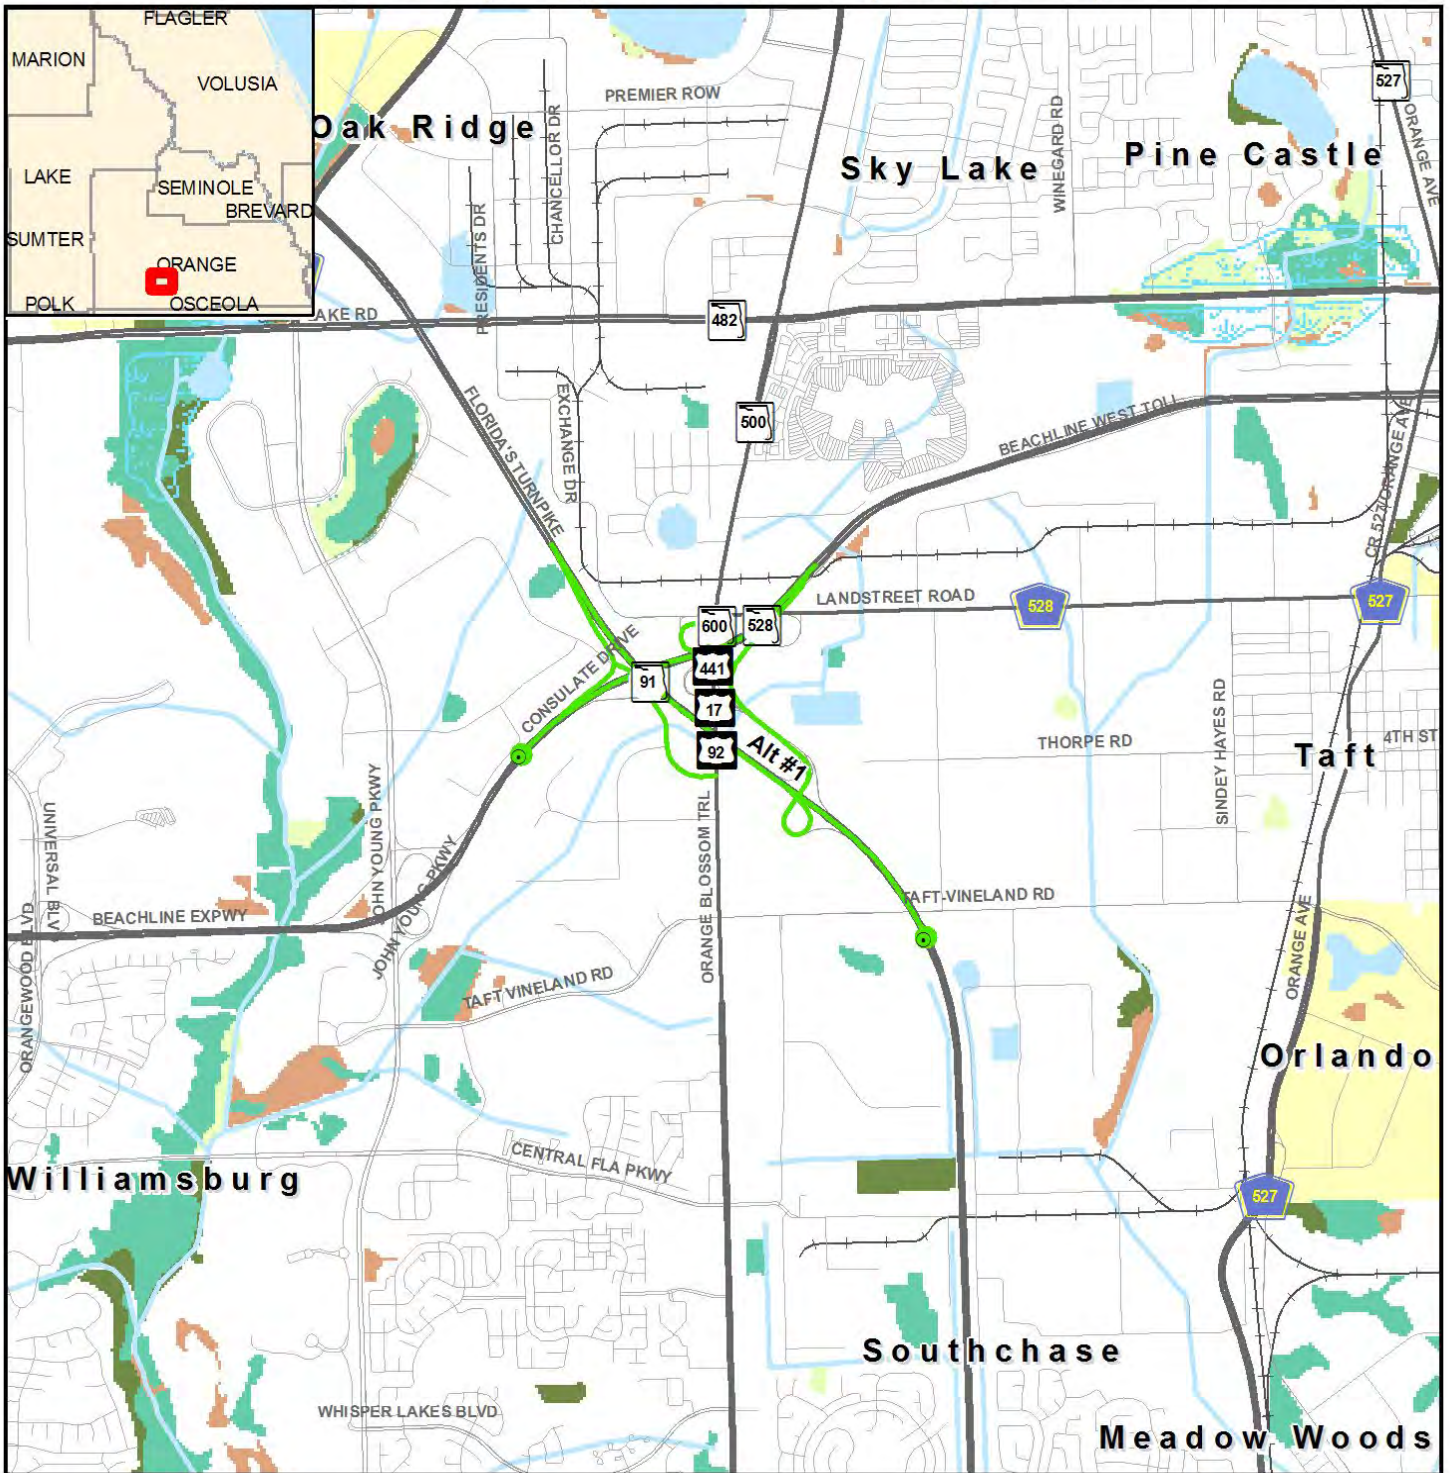 FLAGLER
MARION
VOLUSIA
LAKE
SEMINOLE
BREVARD
SUMTER
ORANGE
POLK
OSCEOLA
Oak Ridge
PREMIER ROW
CHANCELLOR DR
PRESIDENTS DR
Sky Lake
WINEGARD RD
Pine Castle
527
ORANGE AVE
AKE RD
482
500
FLORIDA'S TURNPIKE
EXCHANGE DR
BEACHLINE WEST TOLL
CR 527/ORANGE AVE
LANDSTREET ROAD
528
527
600
528
441
91
17
92
CONSULATE DRIVE
Alt #1
THORPE RD
SINDEY HAYES RD
Taft
4TH ST
UNIVERSAL BLV
JOHN YOUNG PKWY
JOHN YOUNG PKWY
ORANGE BLOSSOM TRL
TAFT-VINELAND RD
BEACHLINE EXPWY
ORANGEWOOD BLVD
TAFT VINELAND RD
ORANGE AVE
Orlando
CENTRAL FLA PKWY
Williamsburg
527
Southchase
WHISPER LAKES BLVD
Meadow Woods